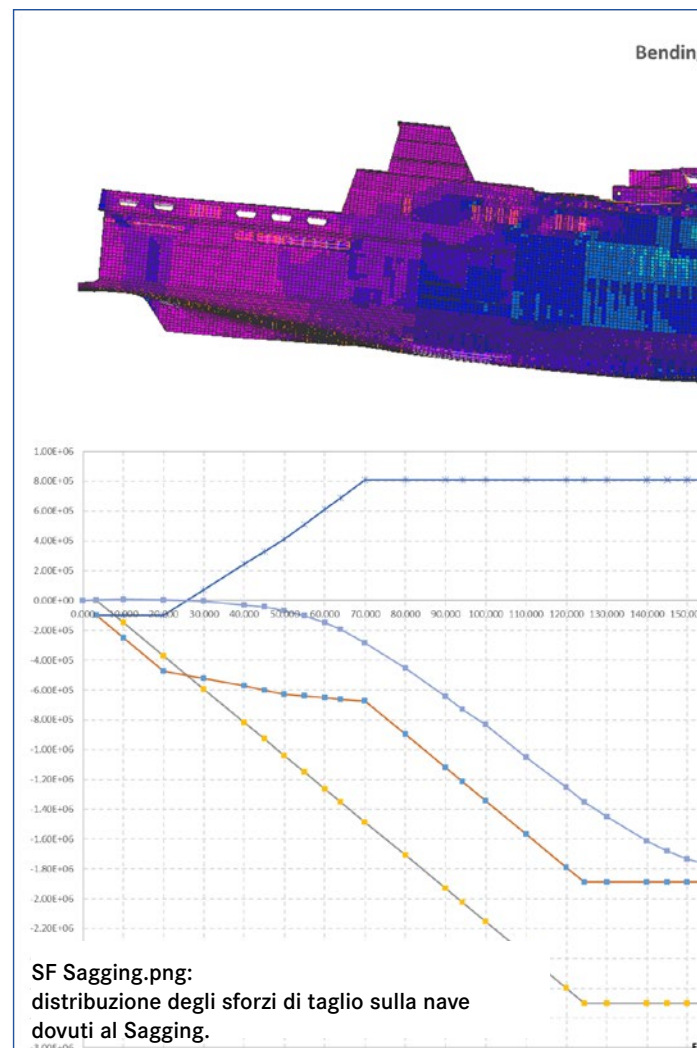 Bendin
1.00E+06
8.00E+05
6.00E+05
4.00E+05
2.00E+05
0.00E+00
0.000 10.000 20.000 30.000 40.000 50.000 60.000 70.000 80.000 90.000 100.000 110.000 120.000 130.000 140.000 150.00
-2.00E+05
-4.00E+05
-6.00E+05
-8.00E+05
-1.00E+06
-1.20E+06
-1.40E+06
-1.60E+06
-1.80E+06
-2.00E+06
-2.20E+06
SF Sagging.png:
distribuzione degli sforzi di taglio sulla nave
dovuti al Sagging.